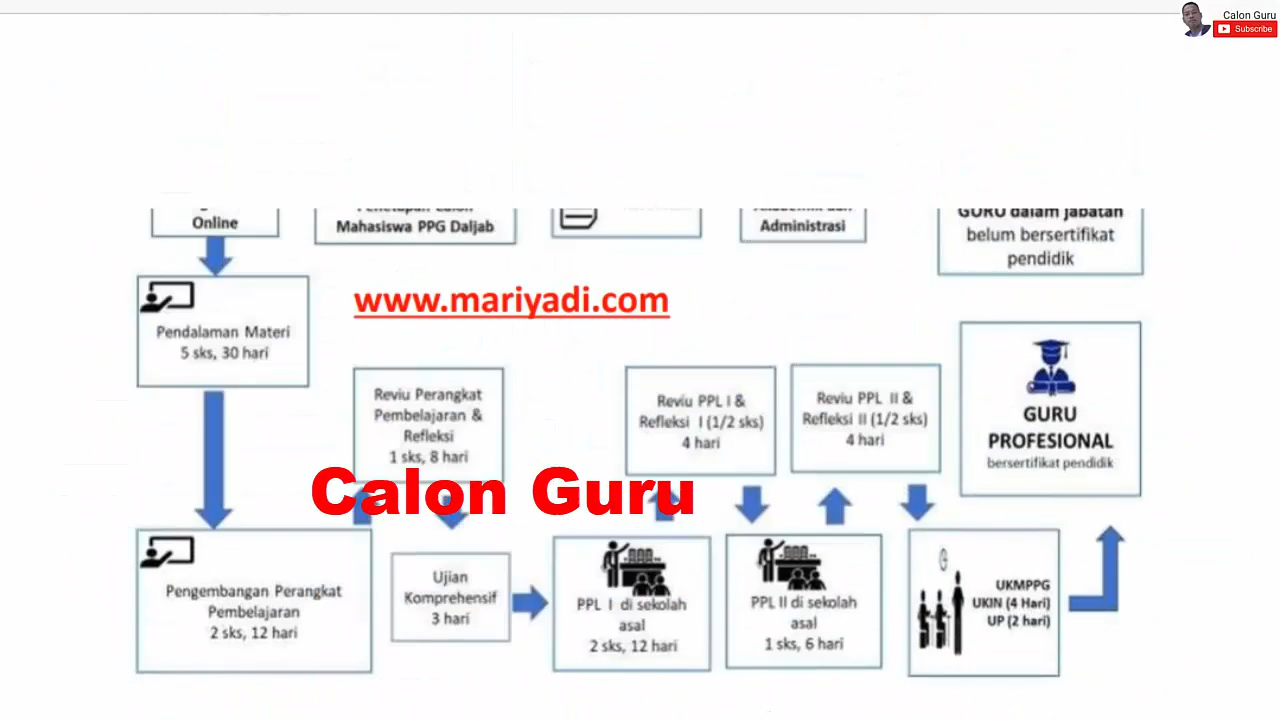 Calon Guru
Subscribe
Online
Penetapan Calon
Mahasiswa PPG Daljab
Administrasi
GURU dalam jabatan
belum bersertifikat
pendidik
Pendalaman Materi
5 sks, 30 hari
www.mariyadi.com
Reviu Perangkat
Pembelajaran &
Refleksi
1 sks, 8 hari
Reviu PPL I &
Refleksi I (1/2 sks)
4 hari
Reviu PPL II &
Refleksi II (1/2 sks)
4 hari
GURU
PROFESIONAL
bersertifikat pendidik
Calon Guru
Pengembangan Perangkat
Pembelajaran
2 sks, 12 hari
Ujian
Komprehensif
3 hari
PPL I di sekolah
asal
2 sks, 12 hari
PPL II di sekolah
asal
1 sks, 6 hari
UKMPPG
UKIN (4 Hari)
UP (2 hari)